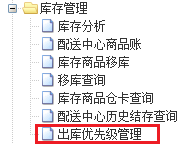 库存管理
库存分析
配送中心商品账
库存商品移库
移库查询
库存商品仓卡查询
配送中心历史结存查询
出库优先级管理